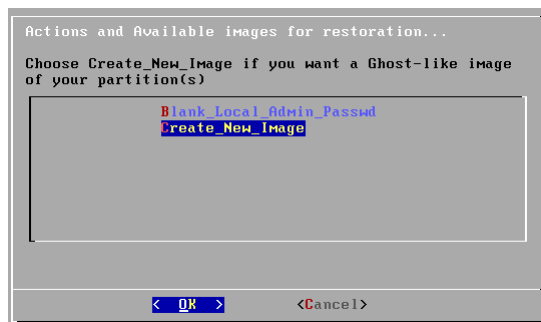 Actions and Available images for restoration...
Choose Create_New_Image if you want a Ghost-like image
of your partition(s)
Blank_Local_Admin_Passwd
Create_New_Image
< OK > <Cancel>